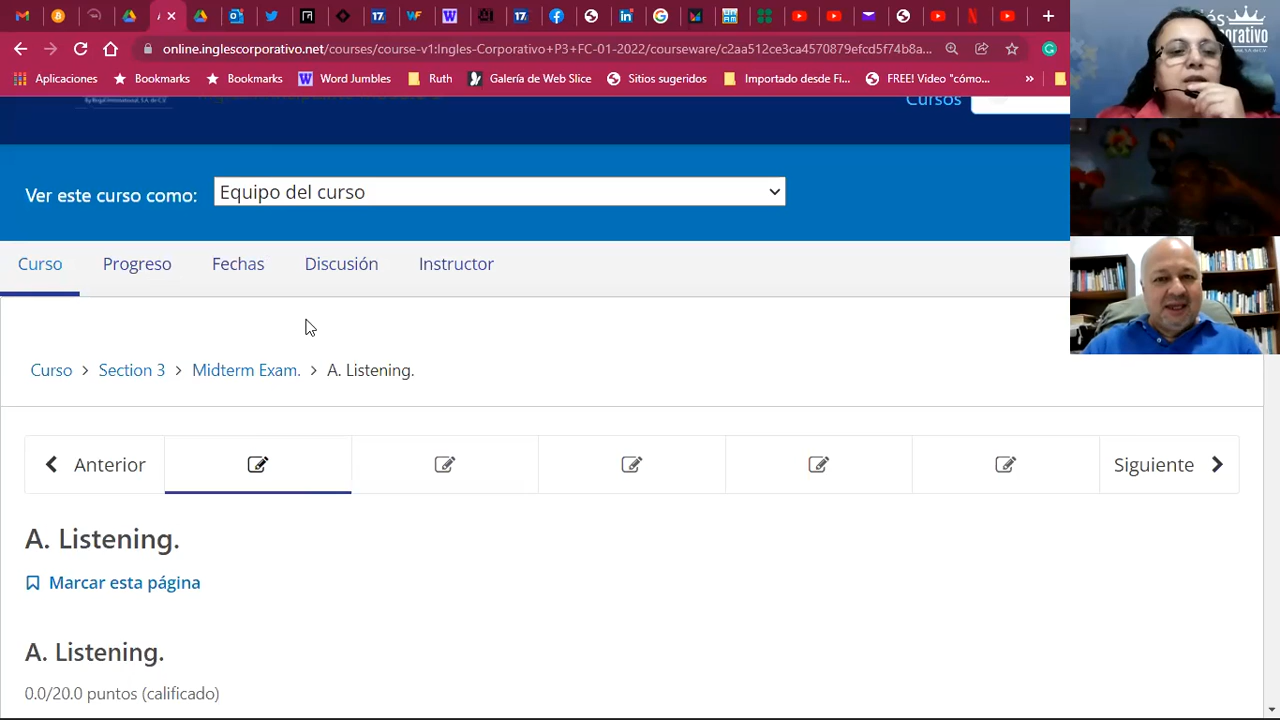 online.inglescorporativo.net/courses/course-v1:Ingles-Corporativo+P3+FC-01-2022/courseware/c2aa512ce3ca4570879efcd5f74b8a...
Aplicaciones Bookmarks Bookmarks Word Jumbles Ruth Galería de Web Slice Sitios sugeridos Importado desde Fi... FREE! Video "cómo... »
Cursos
Ver este curso como: Equipo del curso
Curso Progreso Fechas Discusión Instructor
Curso > Section 3 > Midterm Exam. > A. Listening.
Anterior Siguiente
A. Listening.
Marcar esta página
A. Listening.
0.0/20.0 puntos (calificado)